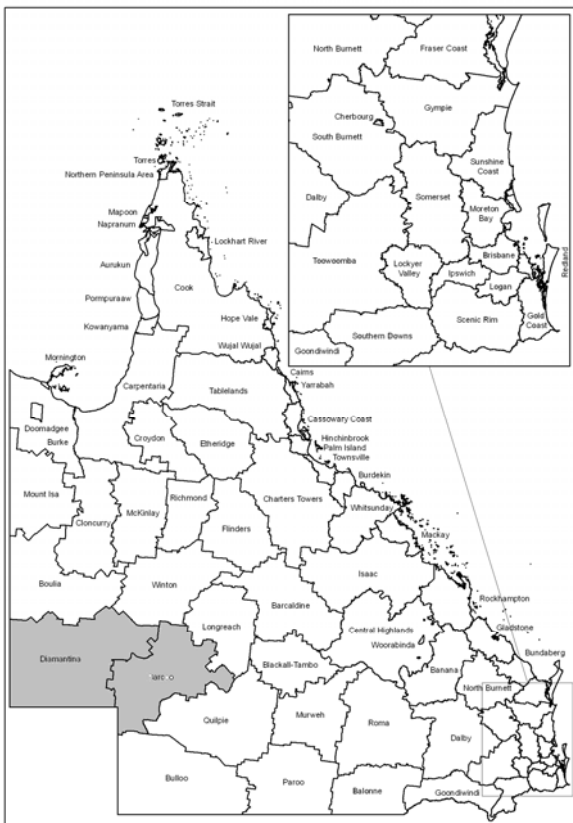 North Burnett
Fraser Coast
Cherbourg
South Burnett
Gympie
Sunshine
Coast
Dalby
Somerset
Moreton
Bay
Toowoomba
Lockyer
Valley
Ipswich
Brisbane
Redland
Logan
Scenic Rim
Gold
Coast
Southern Downs
Goondiwindi
Torres Strait
Torres
Northern Peninsula Area
Mapoon
Napranum
Lockhart River
Aurukun
Cook
Pormpuraaw
Kowanyama
Hope Vale
Wujal Wujal
Mornington
Cairns
Yarrabah
Carpentaria
Tablelands
Doomadgee
Burke
Croydon
Etheridge
Cassowary Coast
Hinchinbrook
Palm Island
Townsville
Burdekin
Mount Isa
Cloncurry
McKinlay
Richmond
Flinders
Charters Towers
Whitsunday
Mackay
Boulia
Winton
Isaac
Barcaldine
Longreach
Rockhampton
Central Highlands
Gladstone
Woorabinda
Bundaberg
Diamantina
Barcoo
Blackall-Tambo
Banana
North Burnett
Quilpie
Murweh
Roma
Dalby
Bulloo
Paroo
Balonne
Goondiwindi